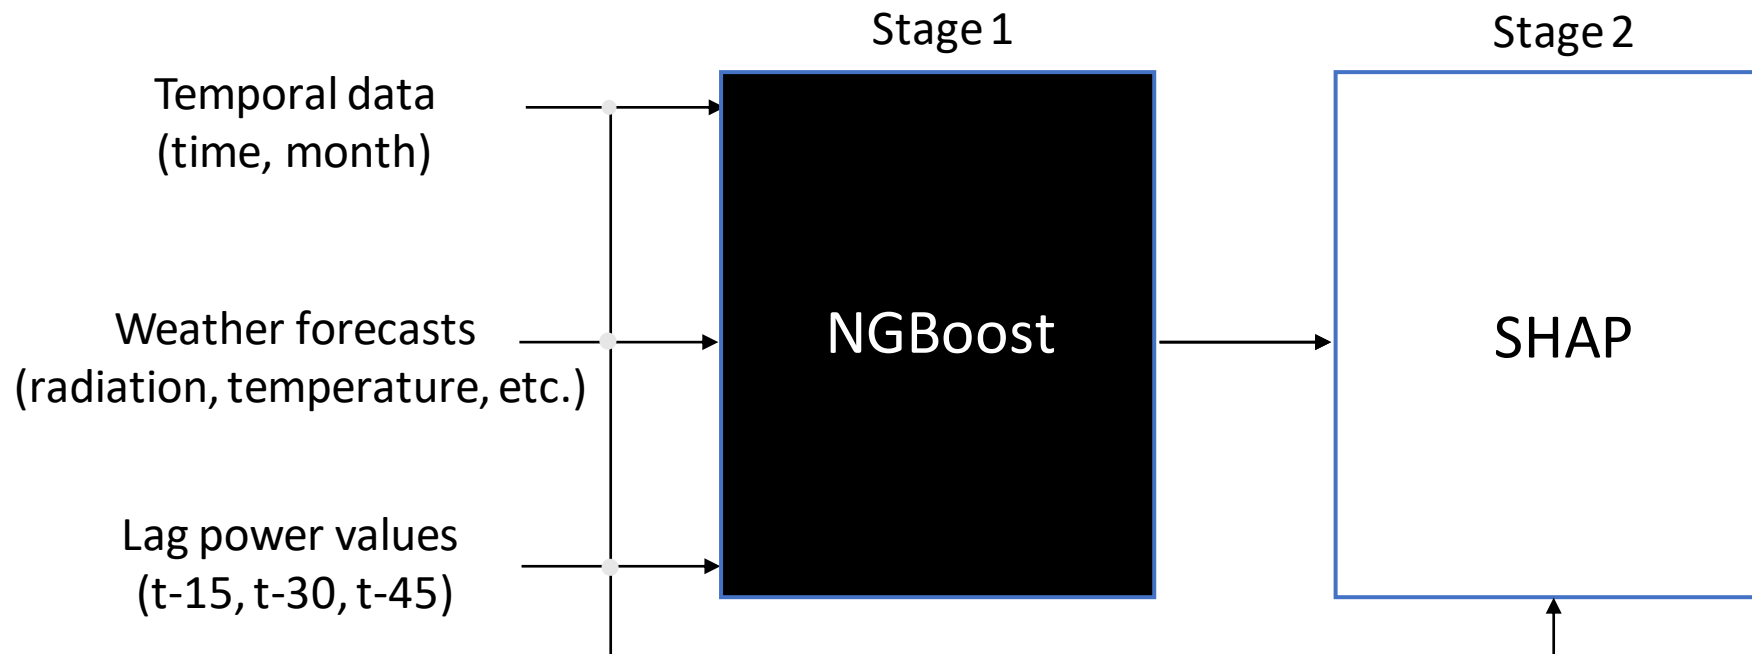 Stage 1
Stage 2
Temporal data
(time, month)
Weather forecasts
(radiation, temperature, etc.)
Lag power values
(t-15, t-30, t-45)
NGBoost
SHAP